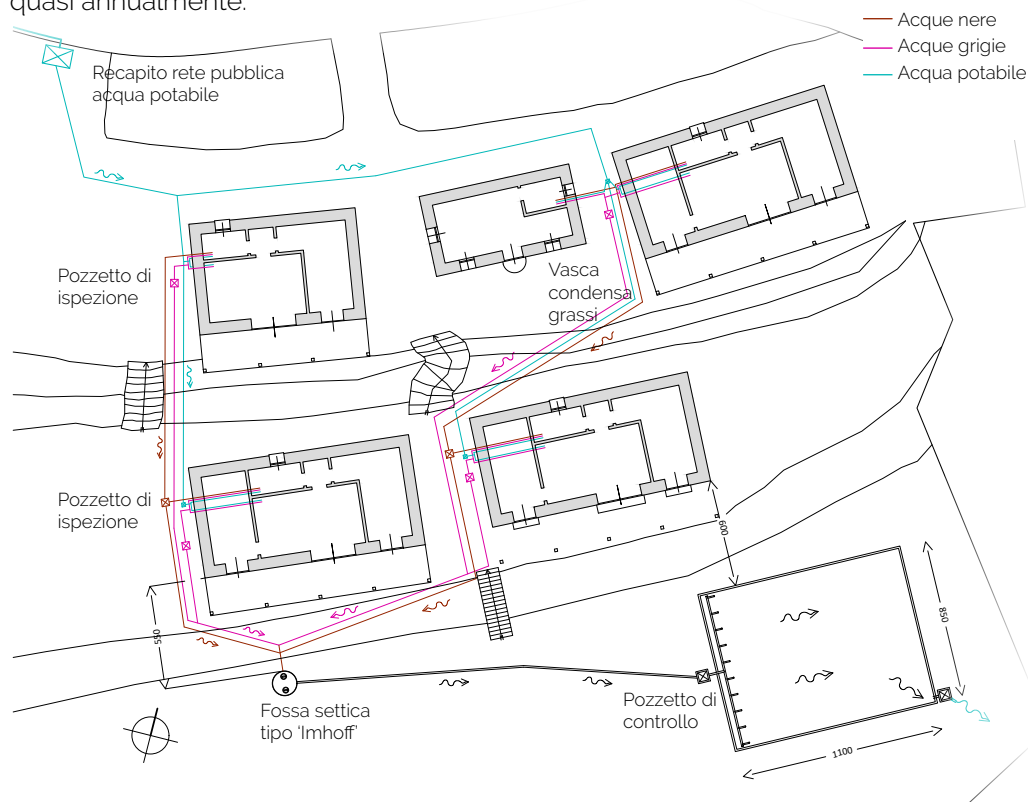 quasi annualmente.
Acque nere
Acque grigie
Acqua potabile
Recapito rete pubblica
acqua potabile
Pozzetto di
ispezione
Vasca
condensa
grassi
Pozzetto di
ispezione
600
550
850
Pozzetto di
controllo
Fossa settica
tipo ‘Imhoff’
1100